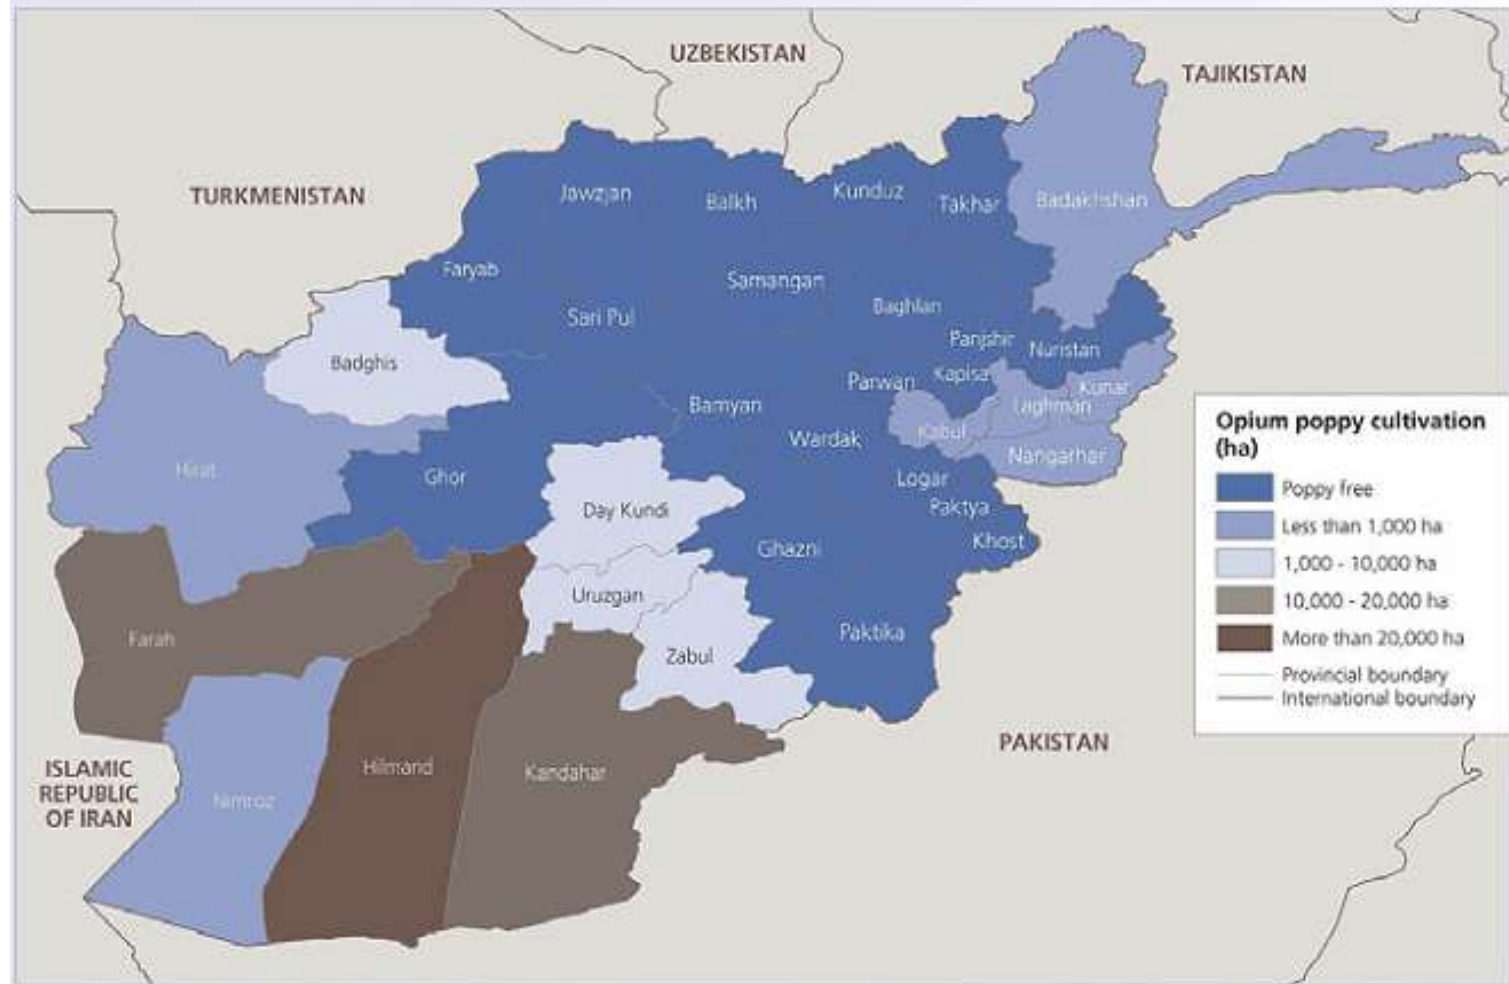 UZBEKISTAN
TAJIKISTAN
TURKMENISTAN
Jawzjan
Balkh
Kunduz
Takhar
Badakhshan
Faryab
Samangan
Sari Pul
Baghlan
Panjshir
Nuristan
Badghis
Parwan
Kapisa
Kunar
Laghman
Bamyan
Wardak
Kabul
Nangarhar
Hirat
Ghor
Logar
Day Kundi
Paktya
Ghazni
Khost
Uruzgan
Farah
Zabul
Paktika
Hilmand
Kandahar
Nimroz
PAKISTAN
ISLAMIC
REPUBLIC
OF IRAN
Opium poppy cultivation
(ha)
Poppy free
Less than 1,000 ha
1,000 - 10,000 ha
10,000 - 20,000 ha
More than 20,000 ha
Provincial boundary
International boundary